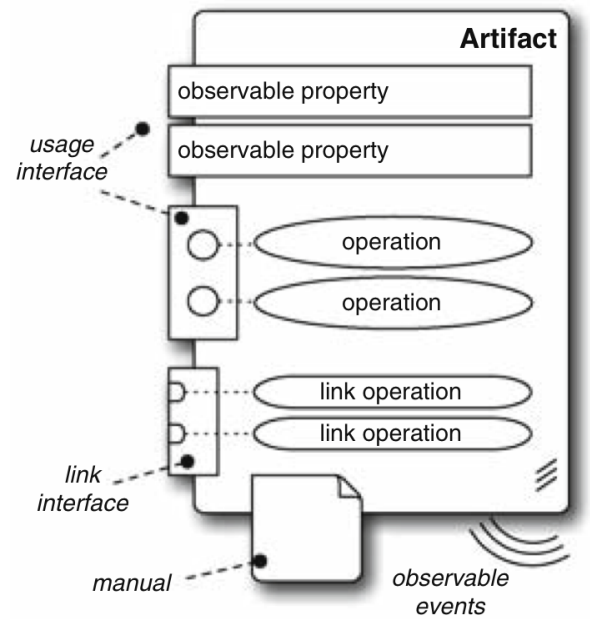 Artifact
observable property
observable property
usage
interface
operation
operation
link operation
link operation
link
interface
manual
observable
events